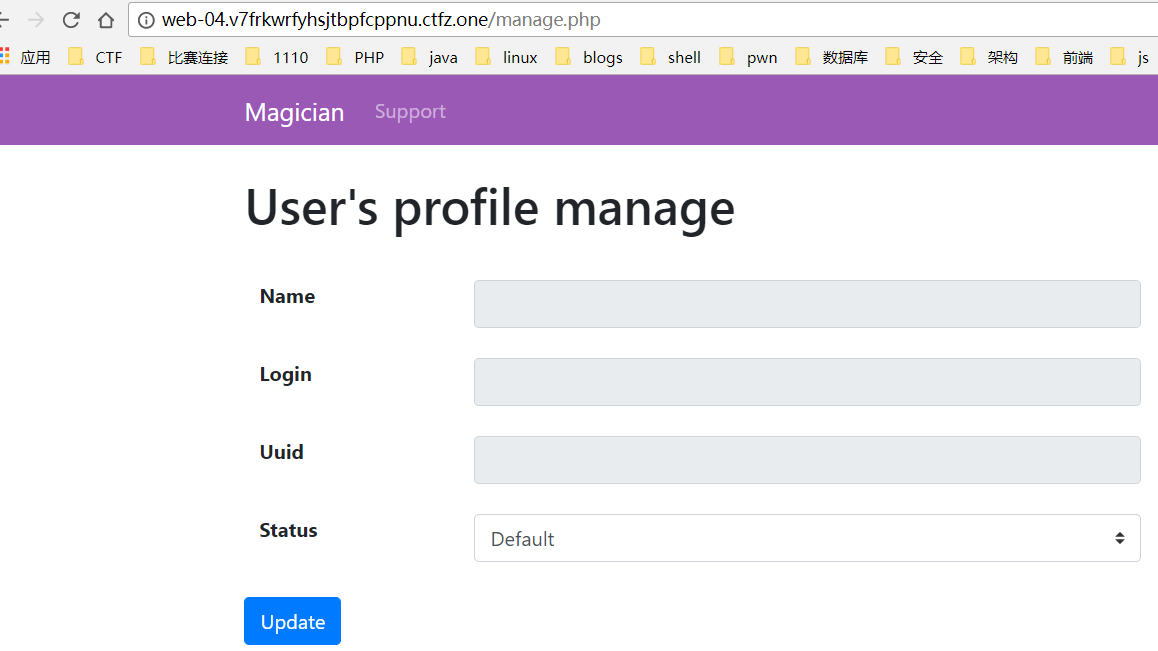 web-04.v7frkwrfyhsjtbpfcppnu.ctfz.one/manage.php
应用 CTF 比赛连接 1110 PHP java linux blogs shell pwn 数据库 安全 架构 前端 js
Magician Support
User's profile manage
Name
Login
Uuid
Status Default
Update